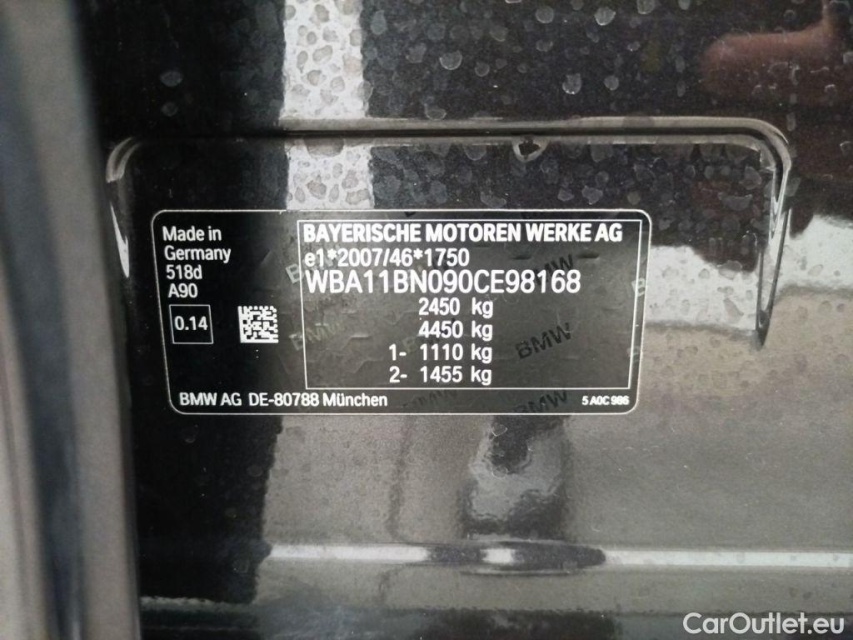 Made in
Germany
518d
A90
0.14
BAYERISCHE MOTOREN WERKE AG
e1*2007/46*1750
WBA11BN090CE98168
2450 kg
4450 kg
1- 1110 kg
2- 1455 kg
BMW
BMW AG DE-80788 München
5 A0C 986
CarOutlet.eu